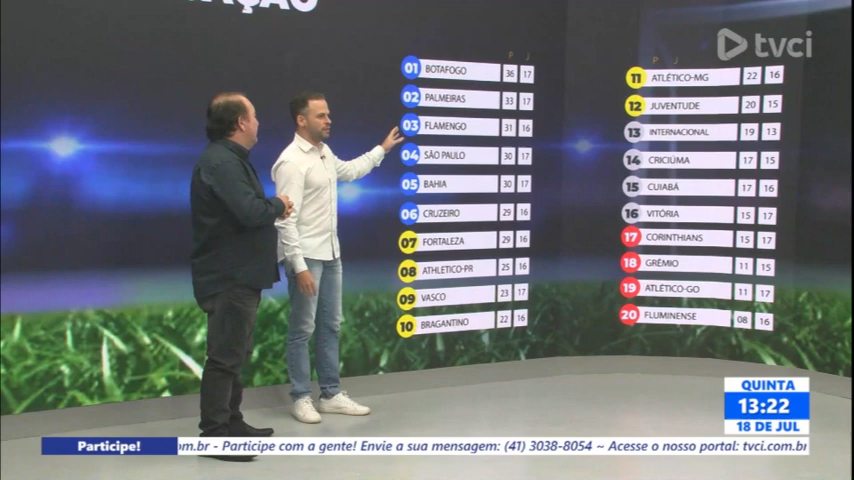 tvci
P J
01 BOTAFOGO 36 17
02 PALMEIRAS 33 17
03 FLAMENGO 31 16
04 SÃO PAULO 30 17
05 BAHIA 30 17
06 CRUZEIRO 29 16
07 FORTALEZA 29 16
08 ATHLETICO-PR 25 16
09 VASCO 23 17
10 BRAGANTINO 22 16
P J
11 ATLÉTICO-MG 22 16
12 JUVENTUDE 20 15
13 INTERNACIONAL 19 13
14 CRICIÚMA 17 15
15 CUIABÁ 17 16
16 VITÓRIA 15 17
17 CORINTHIANS 15 17
18 GRÊMIO 11 15
19 ATLÉTICO-GO 11 17
20 FLUMINENSE 08 16
QUINTA
13:22
18 DE JUL
Participe! om.br - Participe com a gente! Envie a sua mensagem: (41) 3038-8054 ~ Acesse o nosso portal: tvci.com.br